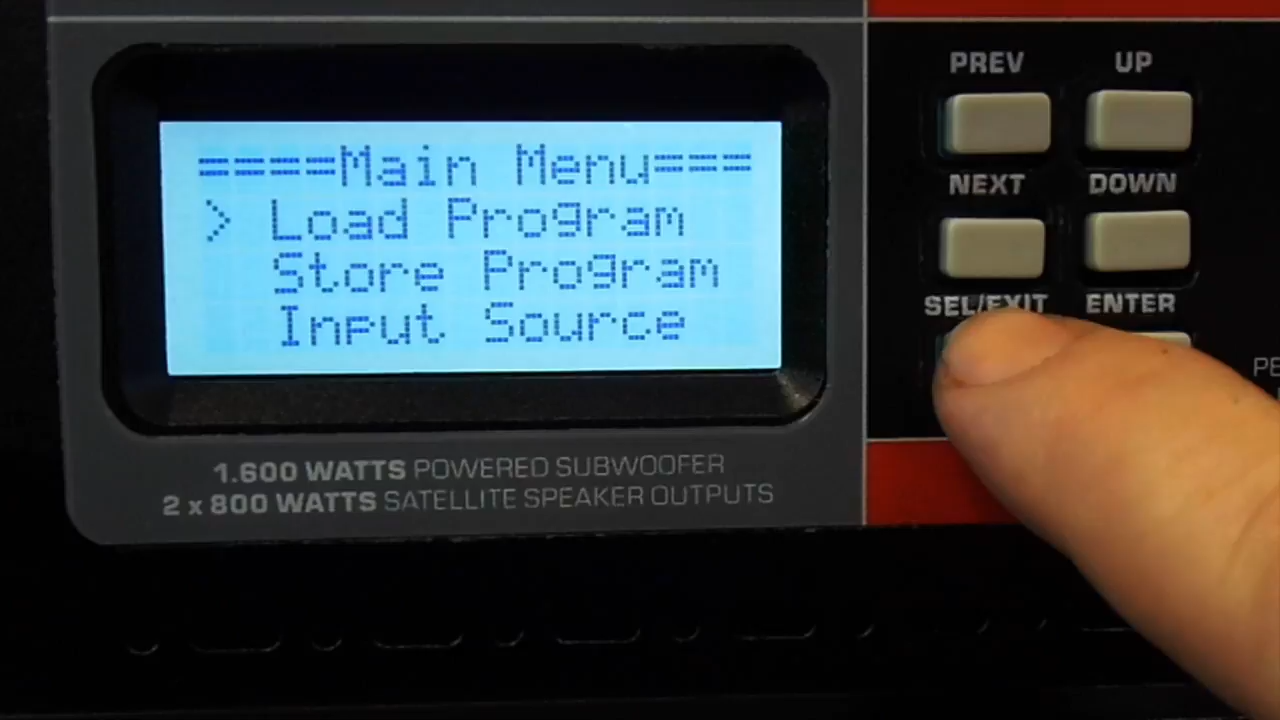 ====Main Menu===
> Load Program
Store Program
Input Source
1.600 WATTS POWERED SUBWOOFER
2 x 800 WATTS SATELLITE SPEAKER OUTPUTS
PREV UP
NEXT DOWN
SEL/EXIT ENTER